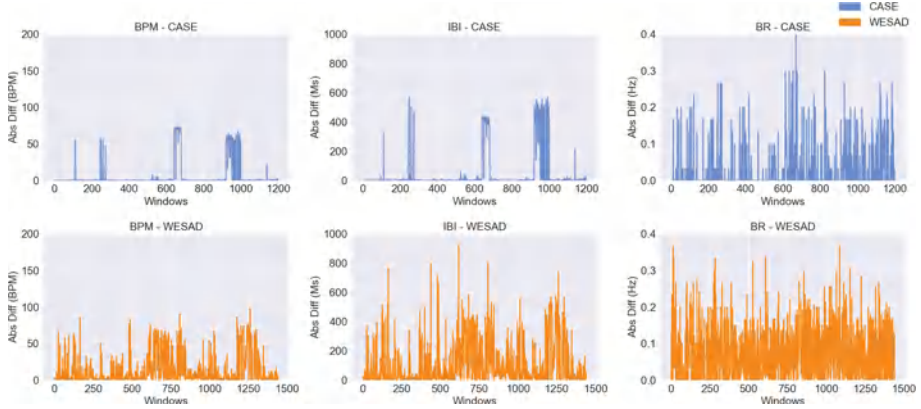 CASE
WESAD
BPM - CASE
IBI - CASE
BR - CASE
Abs Diff (BPM)
200
150
100
50
0
0 200 400 600 800 1000 1200
Windows
Abs Diff (Ms)
1000
800
600
400
200
0
0 200 400 600 800 1000 1200
Windows
Abs Diff (Hz)
0.4
0.3
0.2
0.1
0.0
0 200 400 600 800 1000 1200
Windows
BPM - WESAD
IBI - WESAD
BR - WESAD
Abs Diff (BPM)
200
150
100
50
0
0 250 500 750 1000 1250 1500
Windows
Abs Diff (Ms)
1000
800
600
400
200
0
0 250 500 750 1000 1250 1500
Windows
Abs Diff (Hz)
0.4
0.3
0.2
0.1
0.0
0 250 500 750 1000 1250 1500
Windows